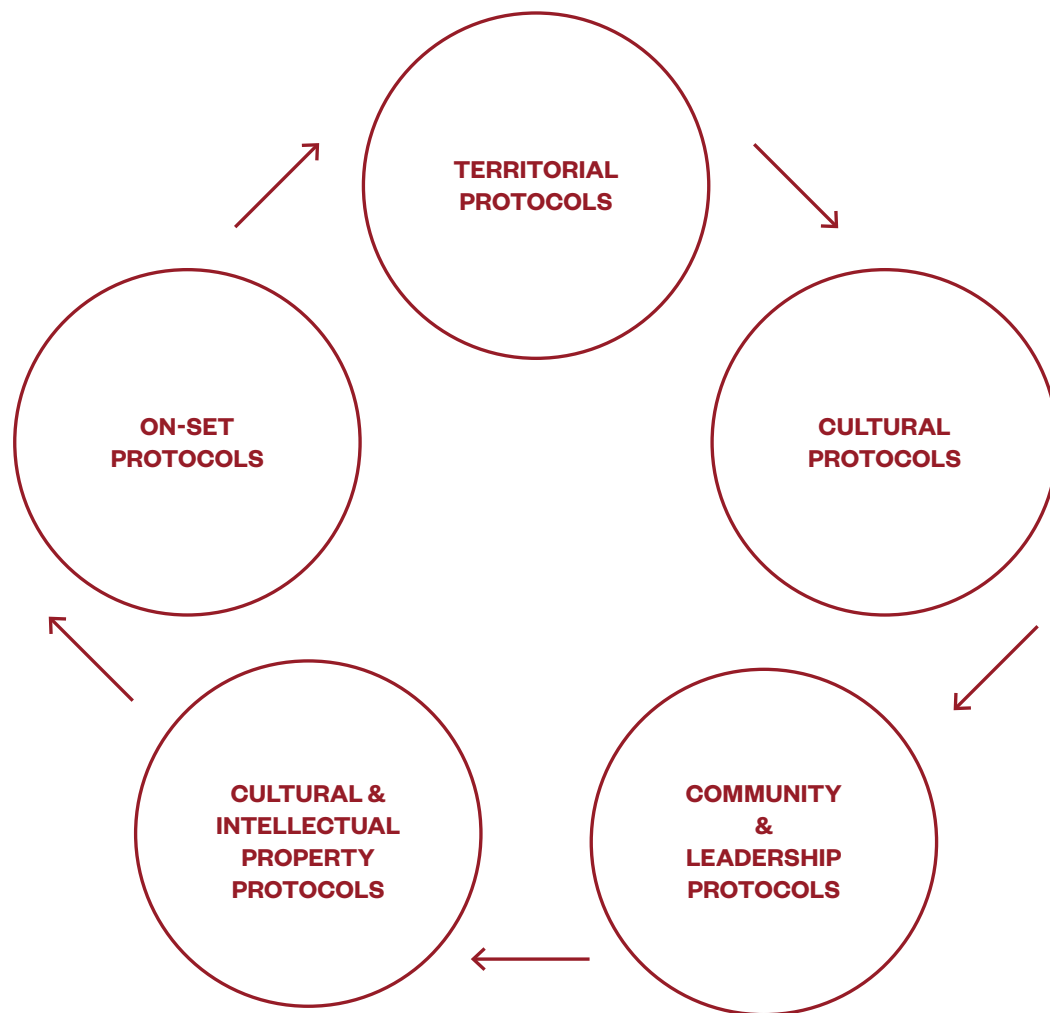 TERRITORIAL
PROTOCOLS
CULTURAL
PROTOCOLS
COMMUNITY
&
LEADERSHIP
PROTOCOLS
CULTURAL &
INTELLECTUAL
PROPERTY
PROTOCOLS
ON-SET
PROTOCOLS